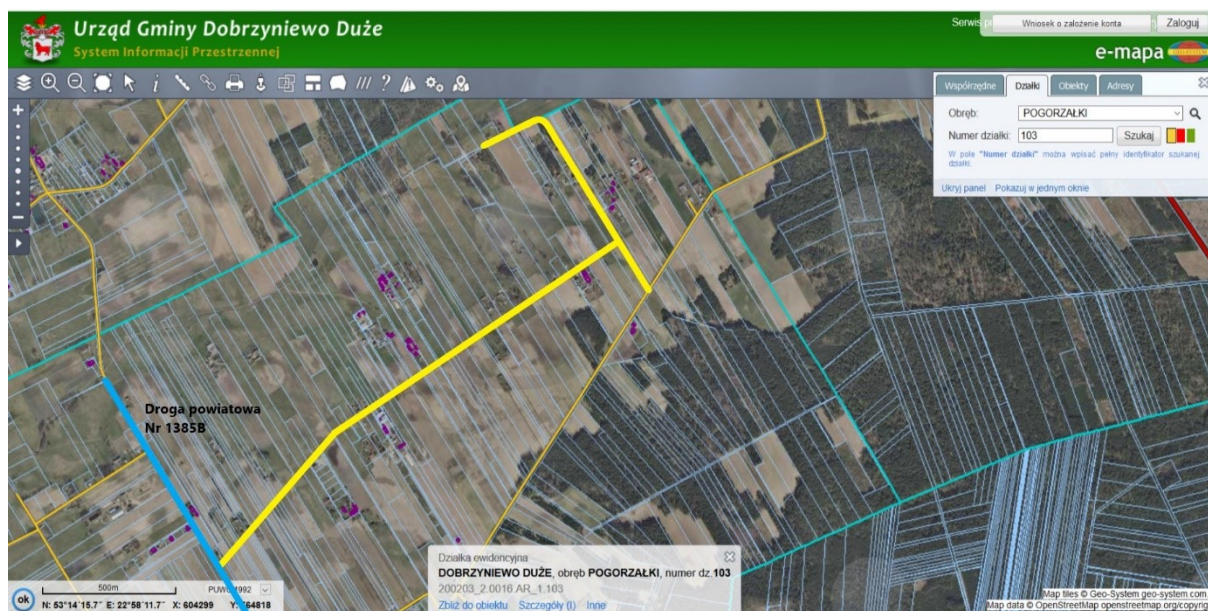 Urząd Gminy Dobrzyniewo Duże
System Informacji Przestrzennej
Wniosek o założenie konta
Zaloguj
e-mapa
Współrzędne Działki Obiekty Adresy
Obręb: POGORZAŁKI
Numer działki: 103 Szukaj
W pole "Numer działki" można wpisać pełny identyfikator szukanej
działki.
Ukryj panel Pokazuj w jednym oknie
Droga powiatowa
Nr 1385B
Działka ewidencyjna
DOBRZYNIEWO DUŻE, obręb POGORZAŁKI, numer dz.103
200203_2.0016.AR_1.103
Zbliż do obiektu Szczegóły (I) Inne
500m
ok N: 53°14'15.7" E: 22°58'11.7" X: 604299
Map tiles © Geo-System geo-system.com
Map data © OpenStreetMap openstreetmap.org/copyrig